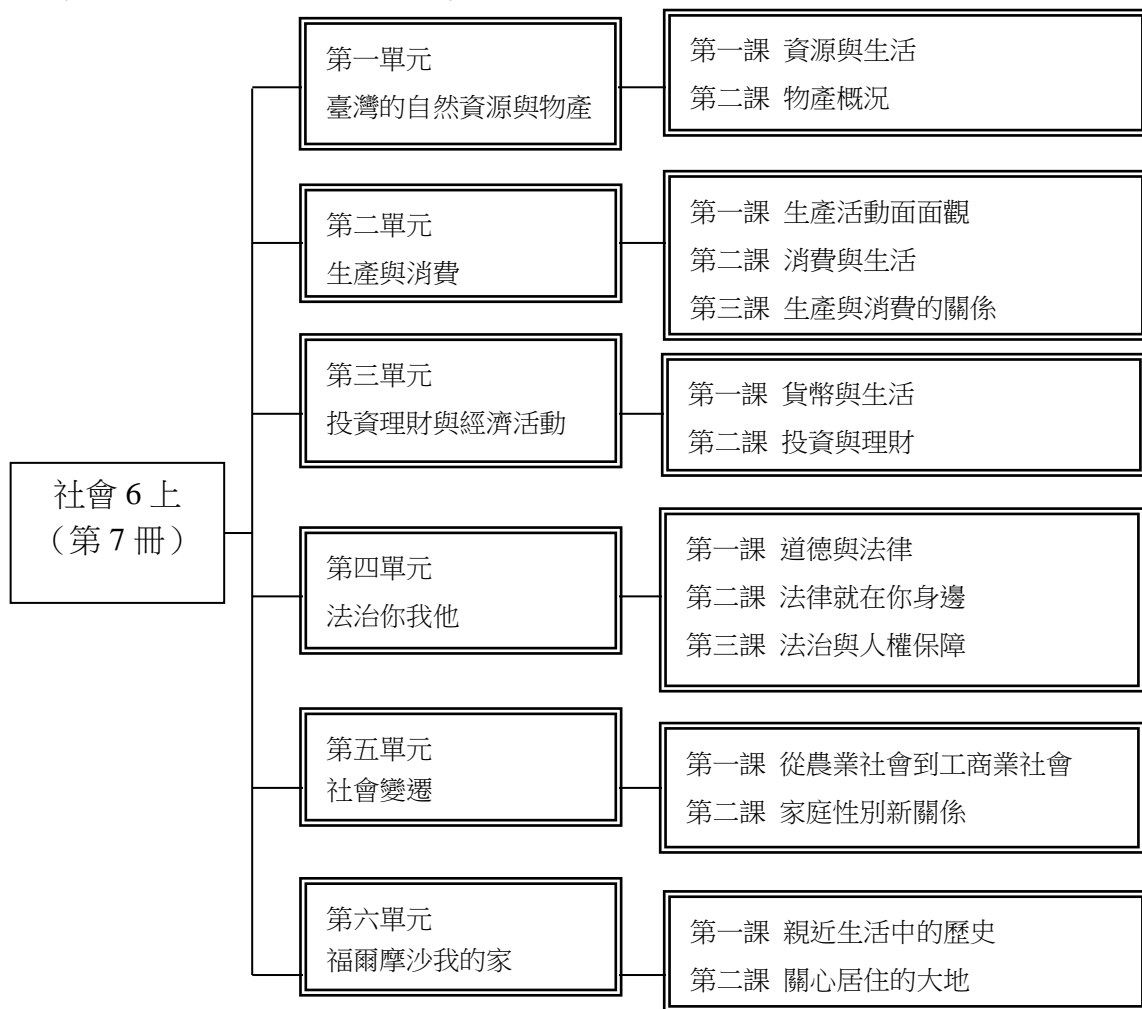 社會 6 上
（第 7 冊）
第一單元
臺灣的自然資源與物產
第一課 資源與生活
第二課 物產概況
第二單元
生產與消費
第一課 生產活動面面觀
第二課 消費與生活
第三課 生產與消費的關係
第三單元
投資理財與經濟活動
第一課 貨幣與生活
第二課 投資與理財
第四單元
法治你我他
第一課 道德與法律
第二課 法律就在你身邊
第三課 法治與人權保障
第五單元
社會變遷
第一課 從農業社會到工商業社會
第二課 家庭性別新關係
第六單元
福爾摩沙我的家
第一課 親近生活中的歷史
第二課 關心居住的大地